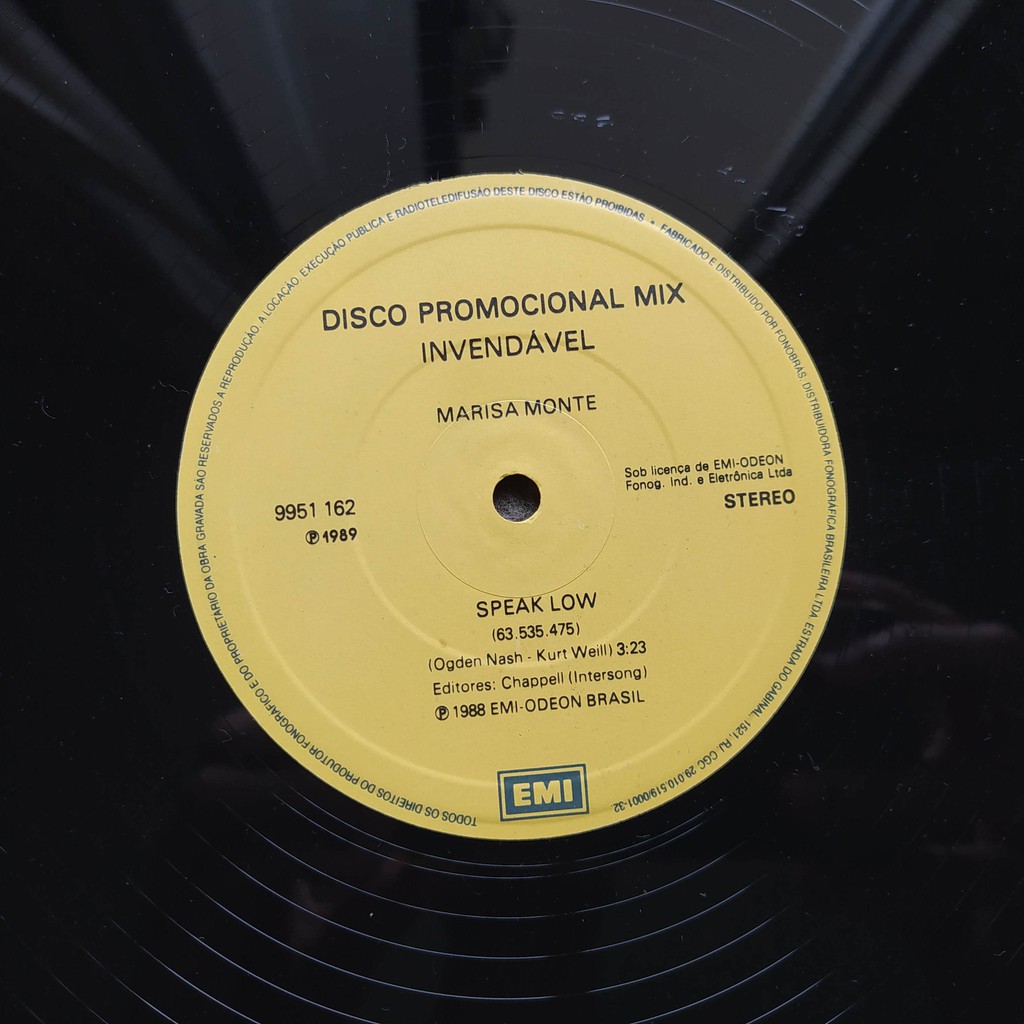 DISCO PROMOCIONAL MIX
INVENDÁVEL
MARISA MONTE
Sob licença de EMI-ODEON
Fonog. Ind. e Eletrônica Ltda
STEREO
9951 162
Ⓟ 1989
SPEAK LOW
(63.535.475)
(Ogden Nash - Kurt Weill) 3:23
Editores: Chappell (Intersong)
Ⓟ 1988 EMI-ODEON BRASIL
EMI
TODOS OS DIREITOS DO PRODUTOR FONOGRÁFICO E DO PROPRIETÁRIO DA OBRA GRAVADA SÃO RESERVADOS A REPRODUÇÃO, A LOCAÇÃO, EXECUÇÃO PÚBLICA E RADIOTELEDIFUSÃO DESTE DISCO ESTÃO PROIBIDAS • FABRICADO E DISTRIBUIDO POR FONOBRAS, DISTRIBUIDORA FONOGRAFICA BRASILEIRA LTDA ESTRADA DO GABINAL, 1521, RJ. CGC 29.010.519/0001-32